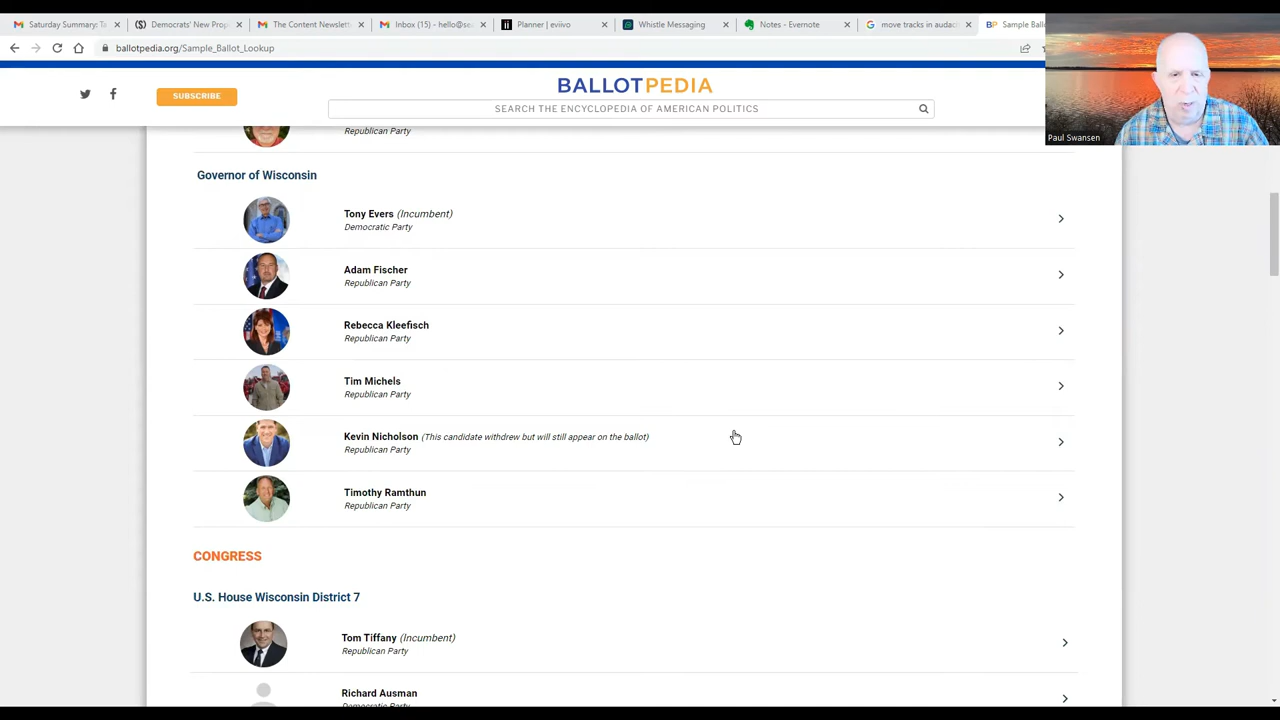 Saturday Summary: Ta
Democrats' New Prop
The Content Newslett
Inbox (15) - hello@se
Planner | eviivo
Whistle Messaging
Notes - Evernote
move tracks in audac
Sample Ball
ballotpedia.org/Sample_Ballot_Lookup
SUBSCRIBE
BALLOTPEDIA
SEARCH THE ENCYCLOPEDIA OF AMERICAN POLITICS
Paul Swansen
Republican Party
Governor of Wisconsin
Tony Evers (Incumbent)
Democratic Party
Adam Fischer
Republican Party
Rebecca Kleefisch
Republican Party
Tim Michels
Republican Party
Kevin Nicholson (This candidate withdrew but will still appear on the ballot)
Republican Party
Timothy Ramthun
Republican Party
CONGRESS
U.S. House Wisconsin District 7
Tom Tiffany (Incumbent)
Republican Party
Richard Ausman
Democratic Party